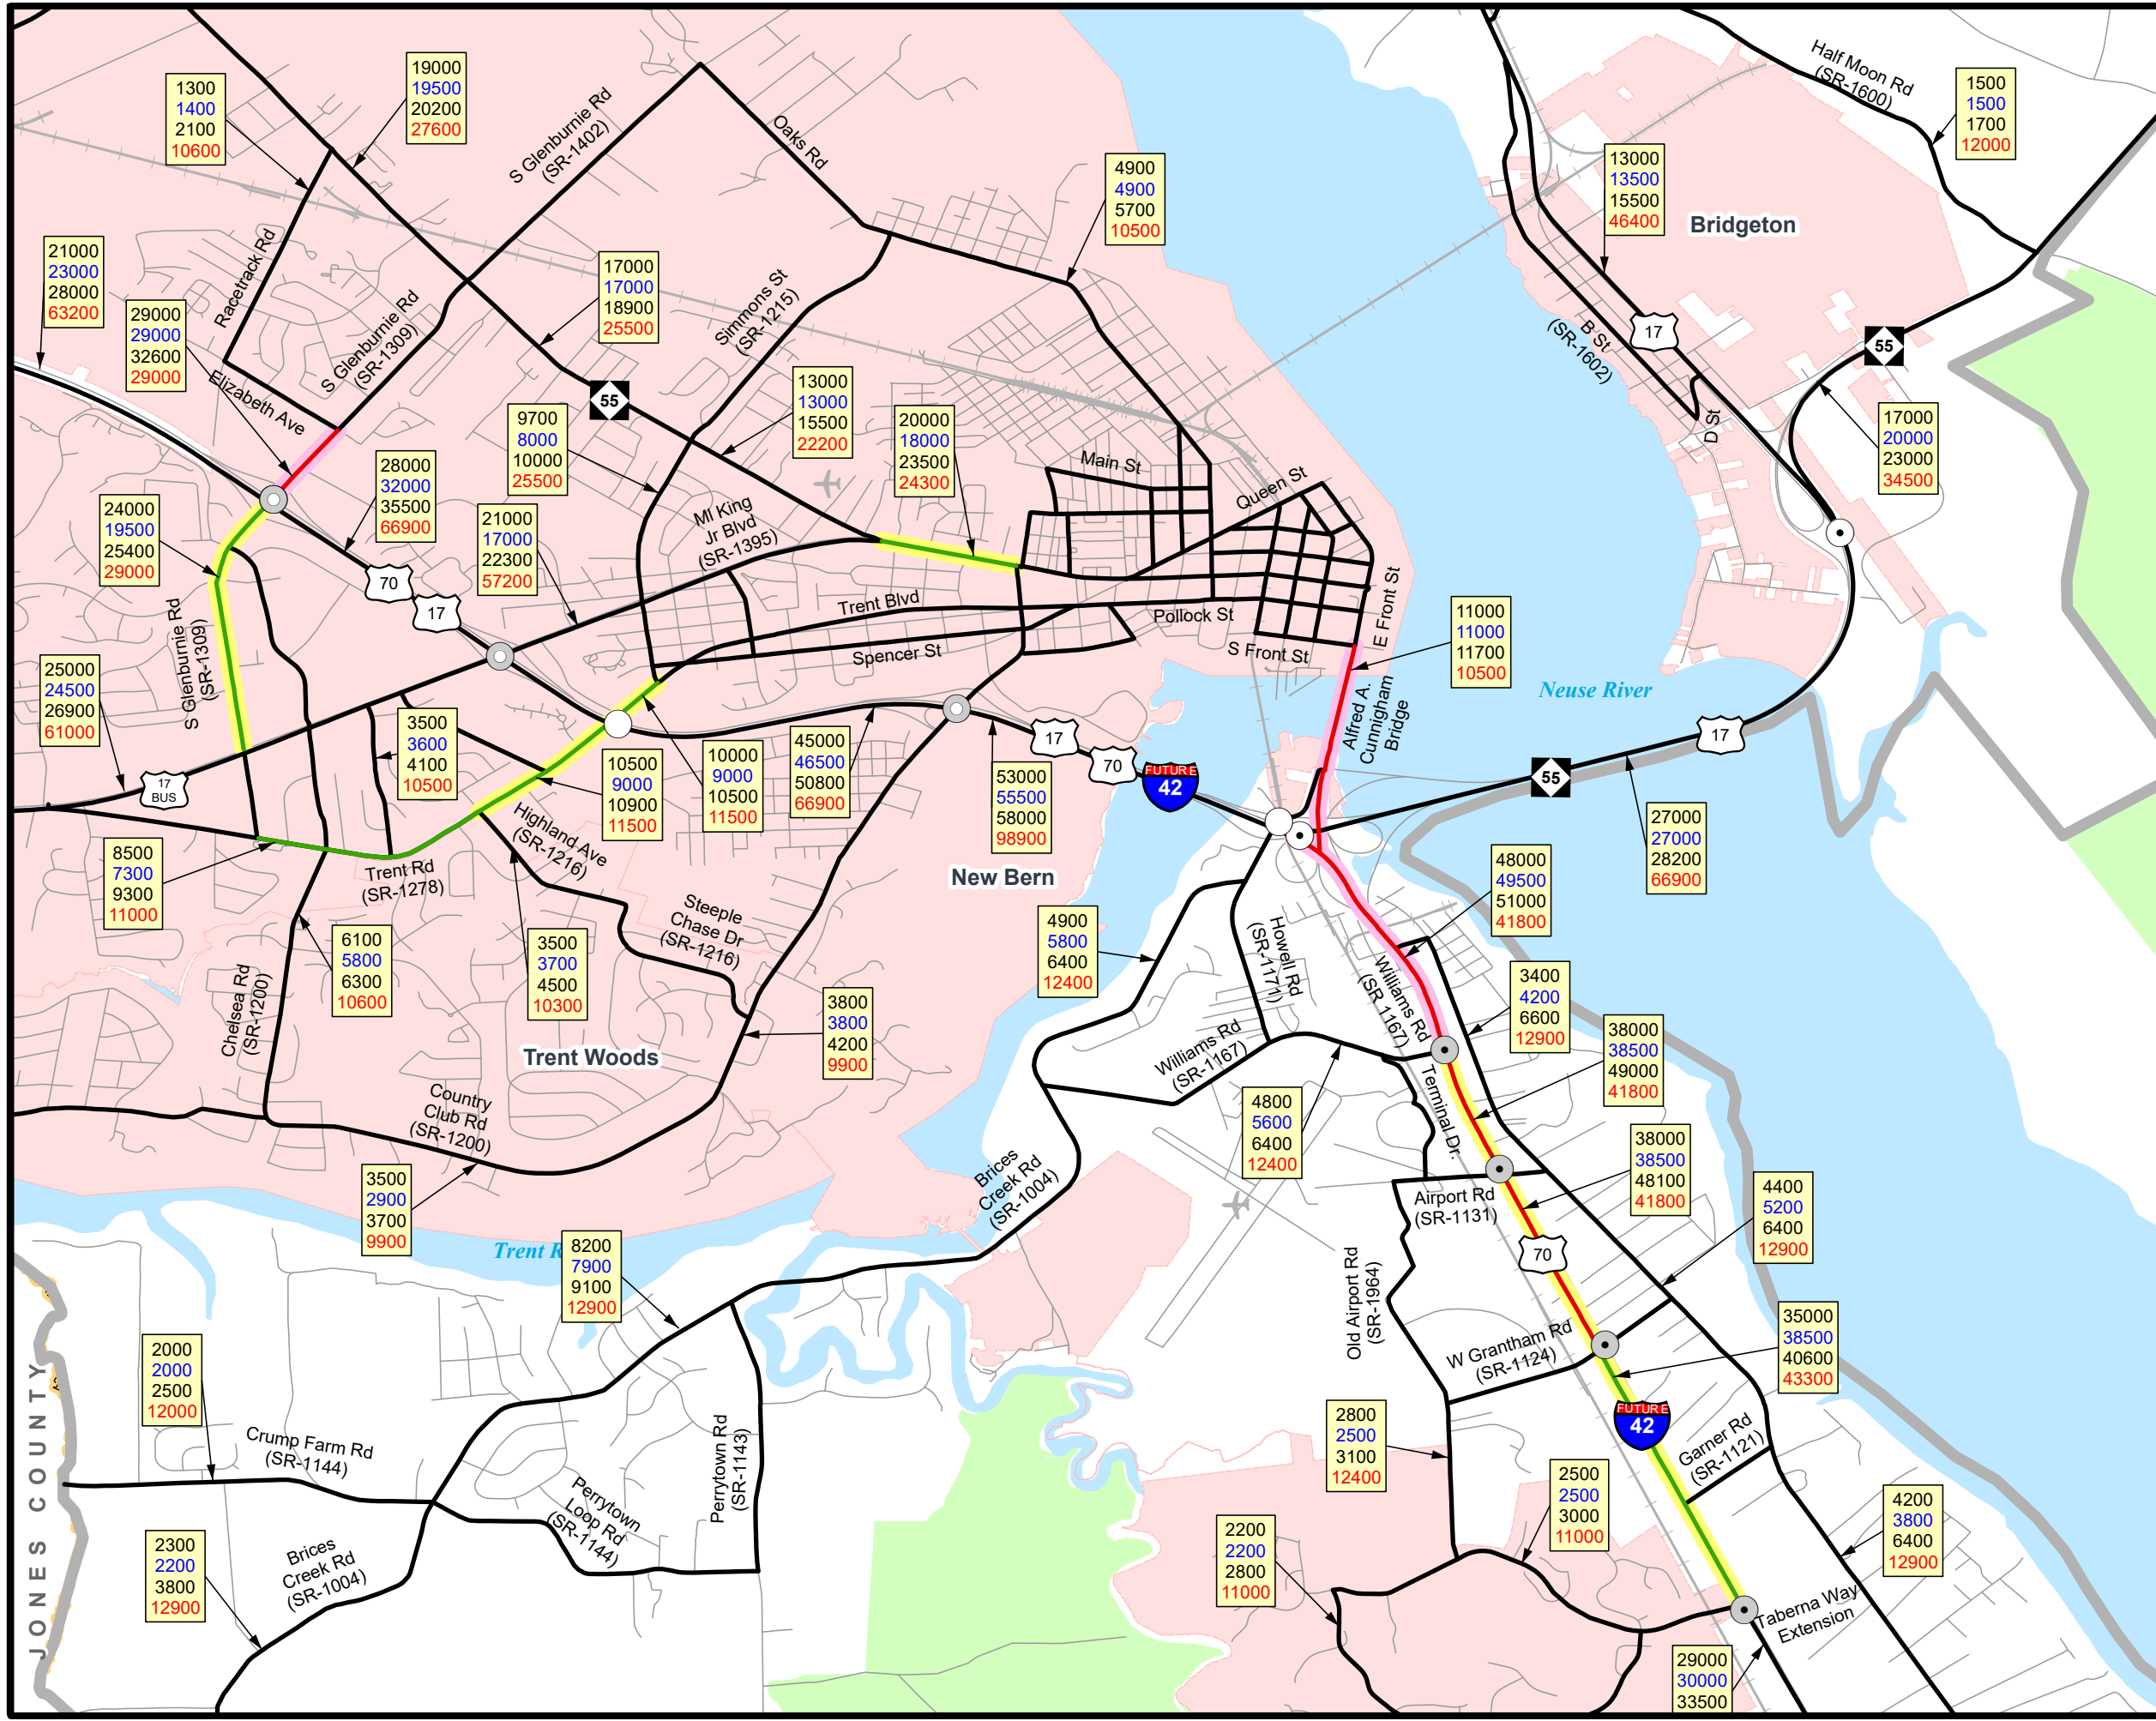 Half Moon Rd
(SR-1600)
1500
1500
1700
12000
1300
1400
2100
10600
19000
19500
20200
27600
S Glenburnie Rd
(SR-1402)
Oaks Rd
4900
4900
5700
10500
13000
13500
15500
46400
Bridgeton
21000
23000
28000
63200
Racetrack Rd
29000
29000
32600
29000
Elizabeth Ave
S Glenburnie Rd
(SR-1309)
17000
17000
18900
25500
Simmons St
(SR-1215)
17
B St
(SR-1602)
55
55
D St
17000
20000
23000
34500
9700
8000
10000
25500
13000
13000
15500
22200
20000
18000
23500
24300
Main St
Queen St
28000
32000
35500
66900
24000
19500
25400
29000
21000
17000
22300
57200
Ml King
Jr Blvd
(SR-1395)
70
17
S Glenburnie Rd
(SR-1309)
Trent Blvd
Pollock St
Spencer St
S Front St
E Front St
11000
11000
11700
10500
Alfred A.
Cunnigham
Bridge
Neuse River
25000
24500
26900
61000
17
BUS
3500
3600
4100
10500
10500
9000
10900
11500
10000
9000
10500
11500
45000
46500
50800
66900
53000
55500
58000
98900
17
70
FUTURE
42
55
17
27000
27000
28200
66900
8500
7300
9300
11000
Trent Rd
(SR-1278)
Highland Ave
(SR-1216)
New Bern
48000
49500
51000
41800
6100
5800
6300
10600
3500
3700
4500
10300
Steeple
Chase Dr
(SR-1216)
4900
5800
6400
12400
Howell Rd
(SR-1171)
Williams Rd
(SR 1167)
3400
4200
6600
12900
Chelsea Rd
(SR-1200)
Trent Woods
3800
3800
4200
9900
Williams Rd
(SR-1167)
38000
38500
49000
41800
Terminal Dr.
Country
Club Rd
(SR-1200)
4800
5600
6400
12400
38000
38500
48100
41800
3500
2900
3700
9900
Brices
Creek Rd
(SR-1004)
Airport Rd
(SR-1131)
4400
5200
6400
12900
Trent R
8200
7900
9100
12900
70
Old Airport Rd
(SR-1964)
35000
38500
40600
43300
2000
2000
2500
12000
W Grantham Rd
(SR-1124)
JONES COUNTY
Crump Farm Rd
(SR-1144)
Perrytown Rd
(SR-1143)
2800
2500
3100
12400
FUTURE
42
Garner Rd
(SR-1121)
Perrytown
Loop Rd
(SR-1144)
2500
2500
3000
11000
4200
3800
6400
12900
2300
2200
3800
12900
Brices
Creek Rd
(SR-1004)
2200
2200
2800
11000
Taberna Way
Extension
29000
30000
33500